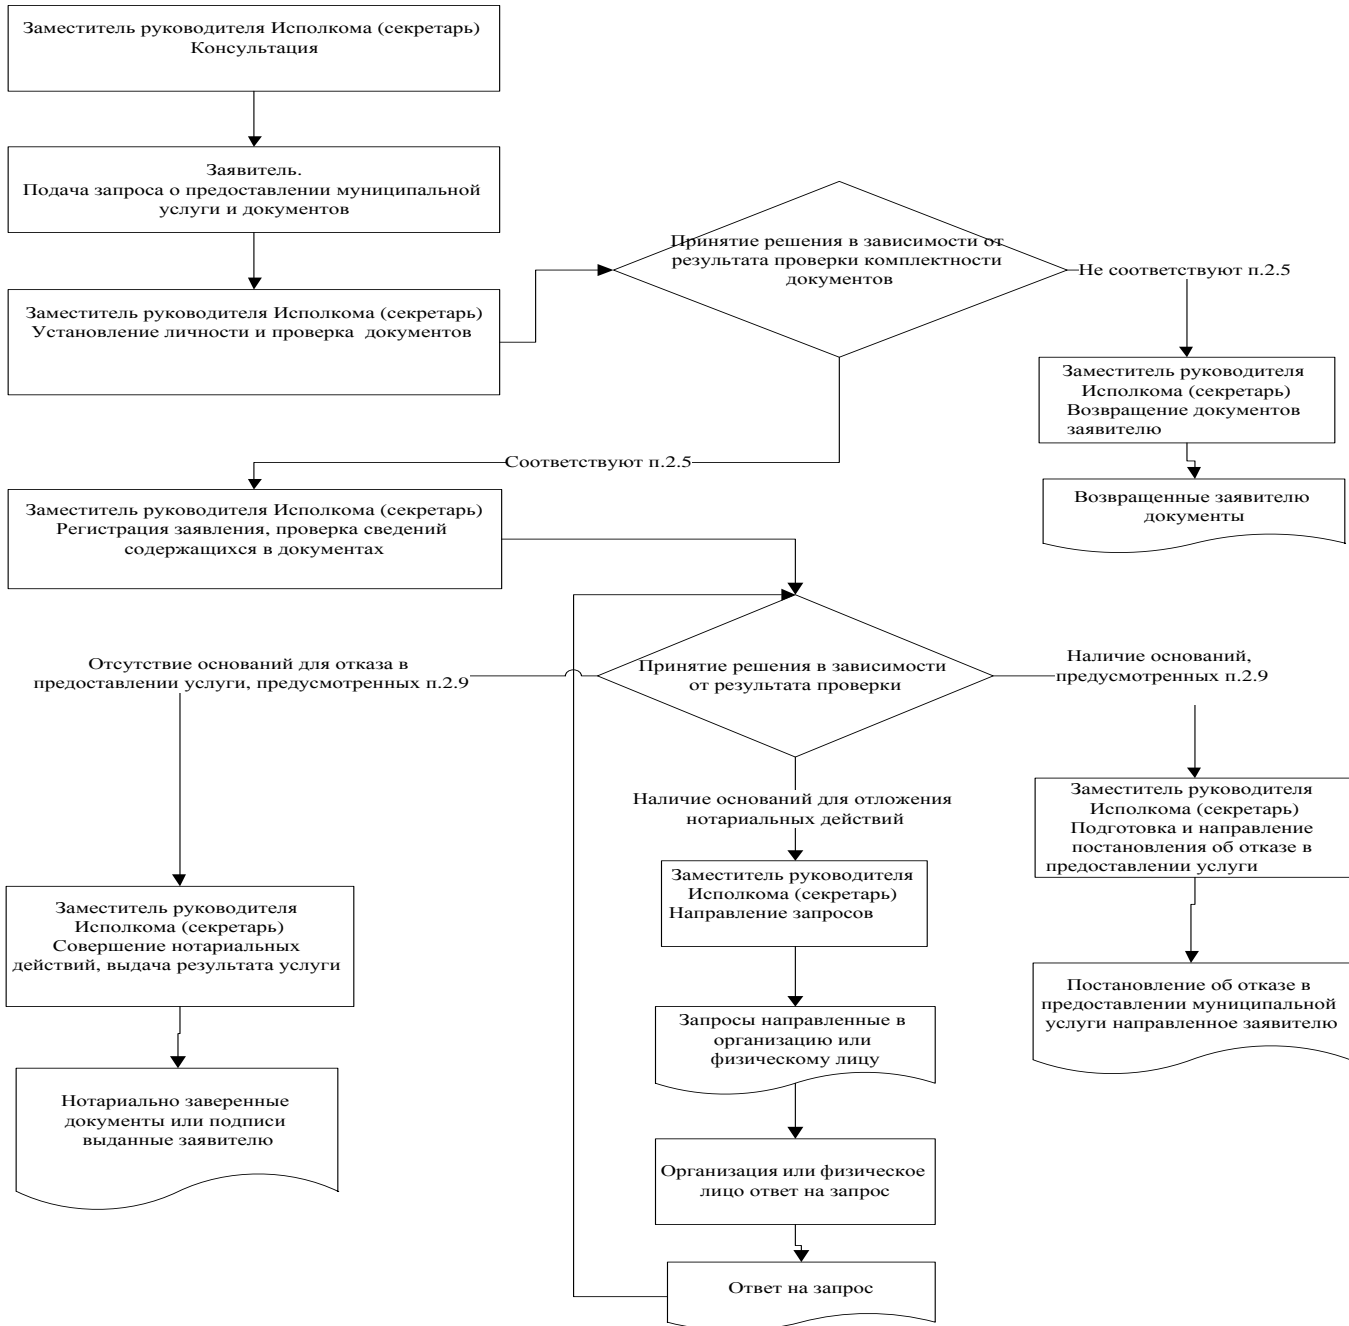 Заместитель руководителя Исполкома (секретарь)
Консультация
Заявитель.
Подача запроса о предоставлении муниципальной
услуги и документов
Заместитель руководителя Исполкома (секретарь)
Установление личности и проверка документов
Принятие решения в зависимости от
результата проверки комплектности
документов
Не соответствуют п.2.5
Заместитель руководителя
Исполкома (секретарь)
Возвращение документов
заявителю
Возвращенные заявителю
документы
Соответствуют п.2.5
Заместитель руководителя Исполкома (секретарь)
Регистрация заявления, проверка сведений
содержащихся в документах
Принятие решения в зависимости
от результата проверки
Отсутствие оснований для отказа в
предоставлении услуги, предусмотренных п.2.9
Заместитель руководителя
Исполкома (секретарь)
Совершение нотариальных
действий, выдача результата услуги
Нотариально заверенные
документы или подписи
выданные заявителю
Наличие оснований для отложения
нотариальных действий
Заместитель руководителя
Исполкома (секретарь)
Направление запросов
Запросы направленные в
организацию или
физическому лицу
Организация или физическое
лицо ответ на запрос
Ответ на запрос
Наличие оснований,
предусмотренных п.2.9
Заместитель руководителя
Исполкома (секретарь)
Подготовка и направление
постановления об отказе в
предоставлении услуги
Постановление об отказе в
предоставлении муниципальной
услуги направленное заявителю